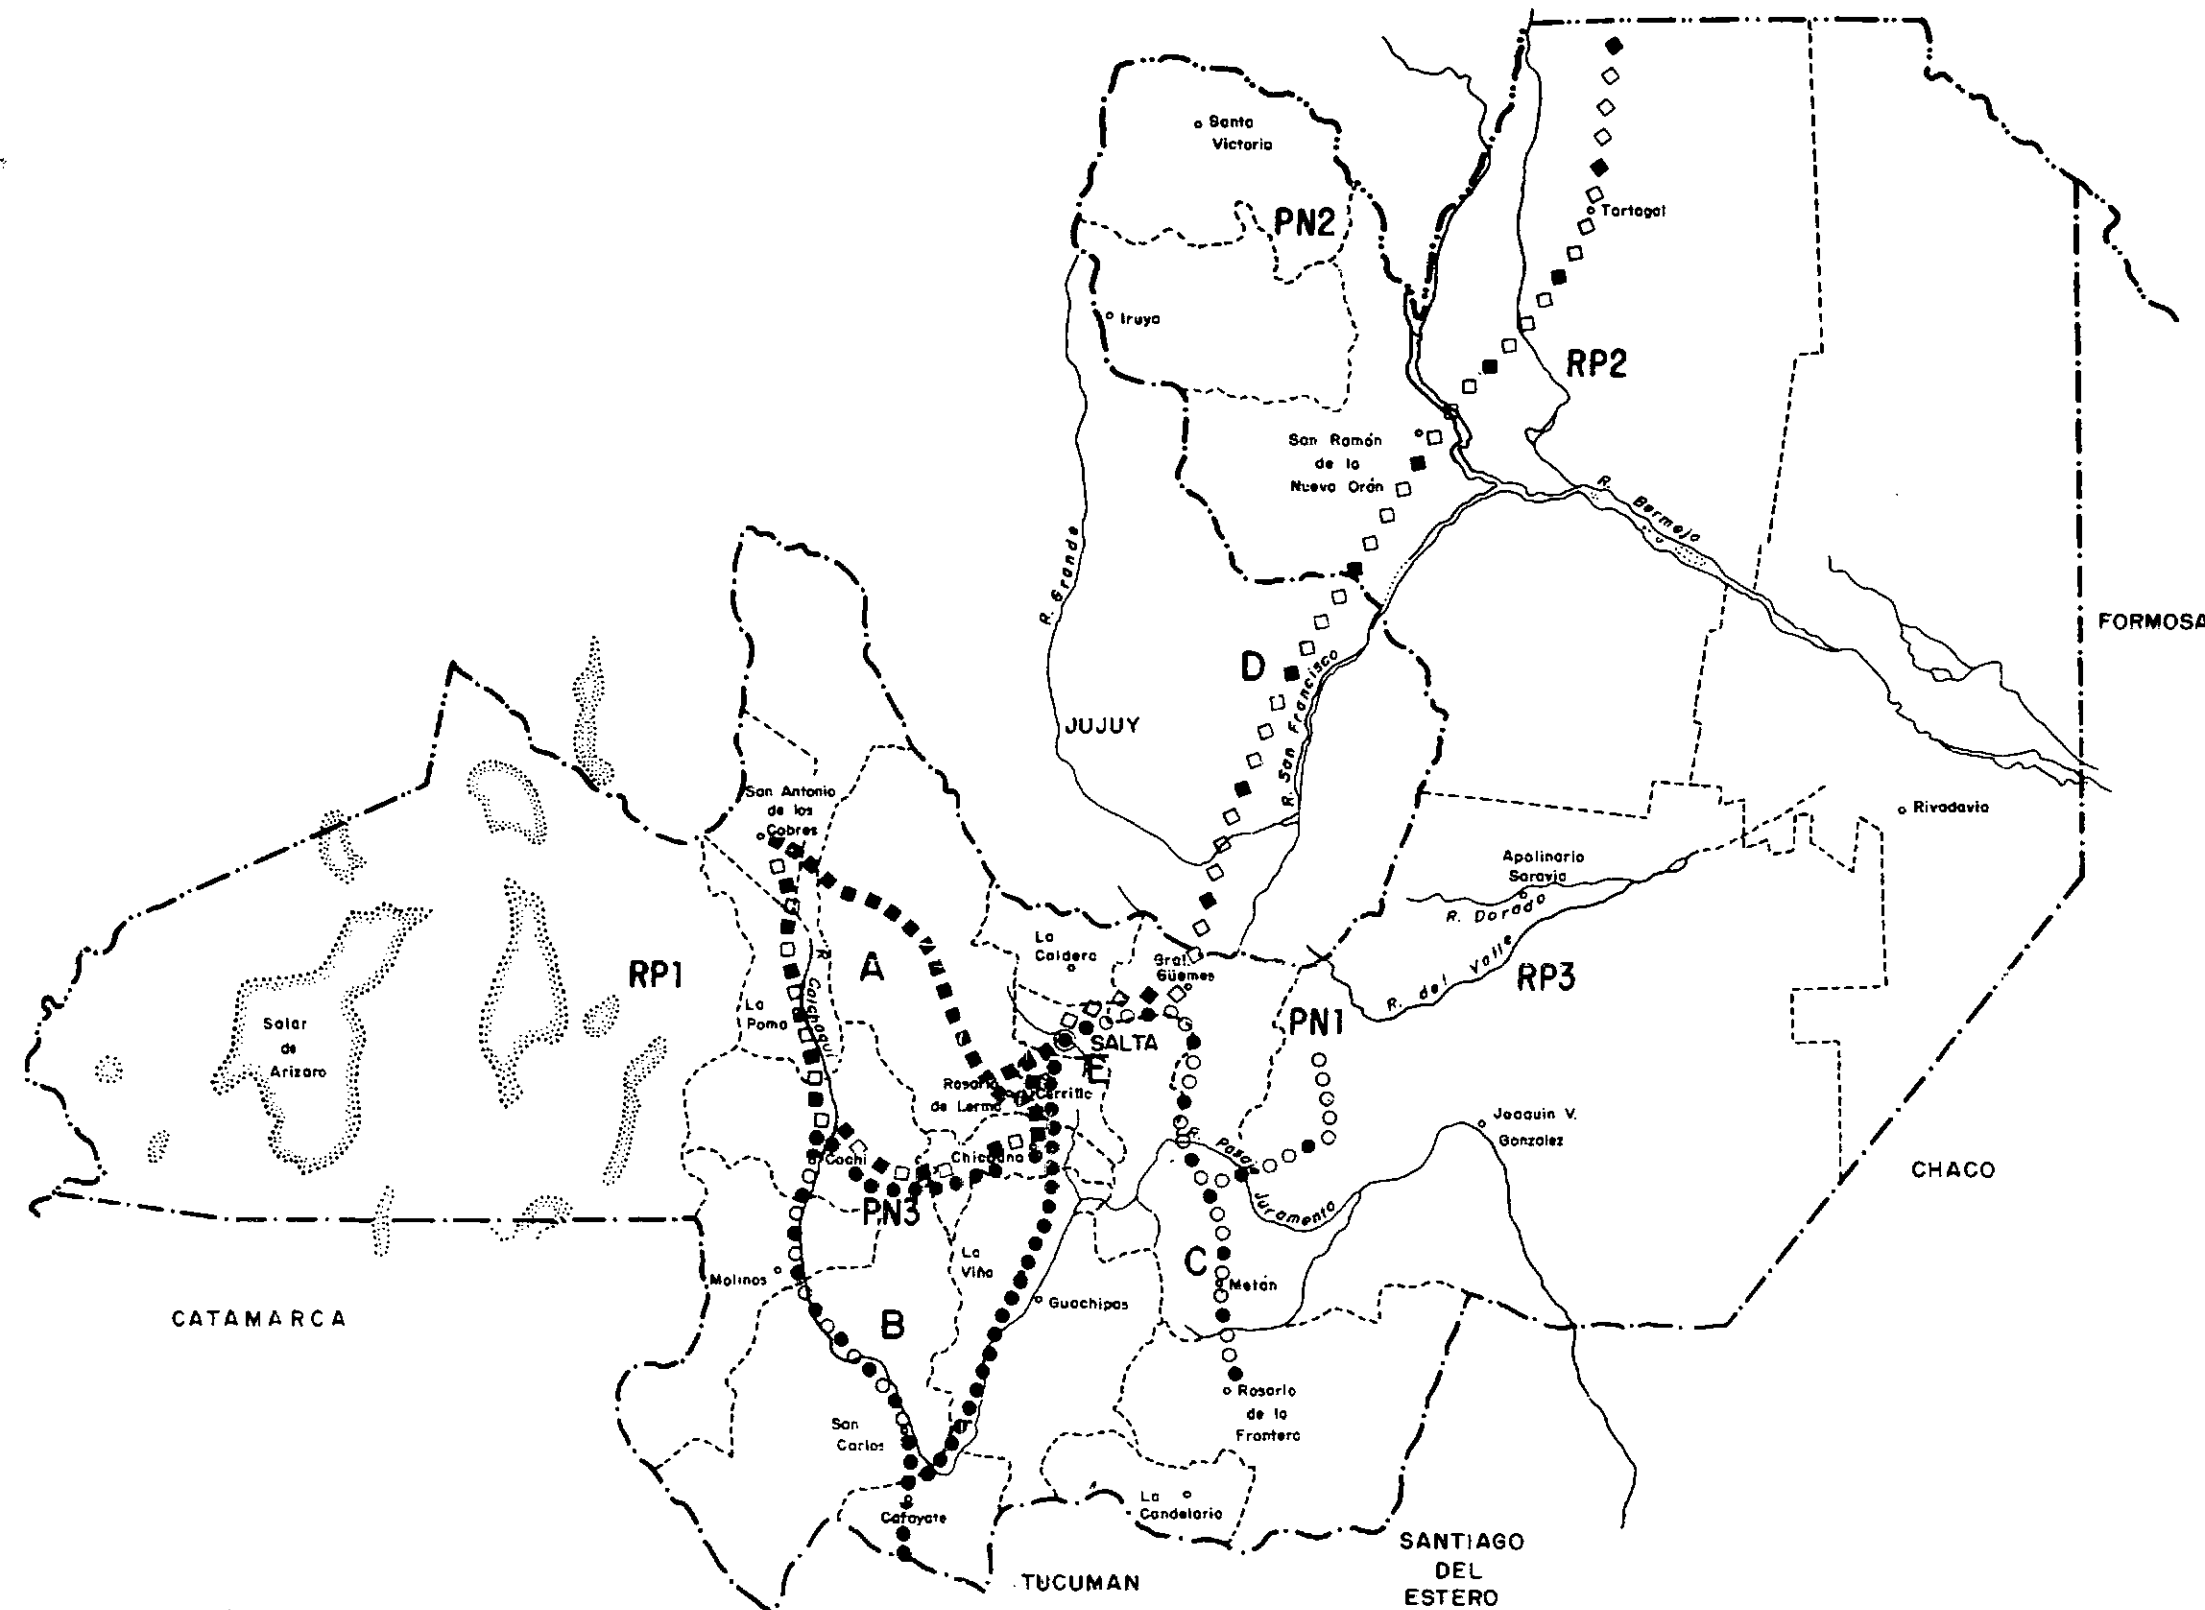 Santa
Victoria
PN2
Tartagal
Iruya
RP2
San Ramón
de la
Nueva Orán
R. Bermejo
R. Grande
FORMOSA
D
R. San Francisco
JUJUY
San Antonio
de los
Cobres
Rivadavia
Apolinario
Saravia
R. Dorado
R. del Valle
RP3
La
Caldera
Gral.
Güemes
A
RP1
R. Calchaquí
La
Poma
Salar
de
Arizaro
PN1
SALTA
E
Rosario
de Lerma
Cerrillo
Joaquin V.
Gonzalez
R. Pasaje
Juramento
Chicoana
Cachi
CHACO
PN3
La
Viña
C
Metán
Molinos
Guachipas
CATAMARCA
B
Rosario
de la
Frontera
San
Carlos
La
Candelaria
Cafayate
SANTIAGO
DEL
ESTERO
TUCUMAN